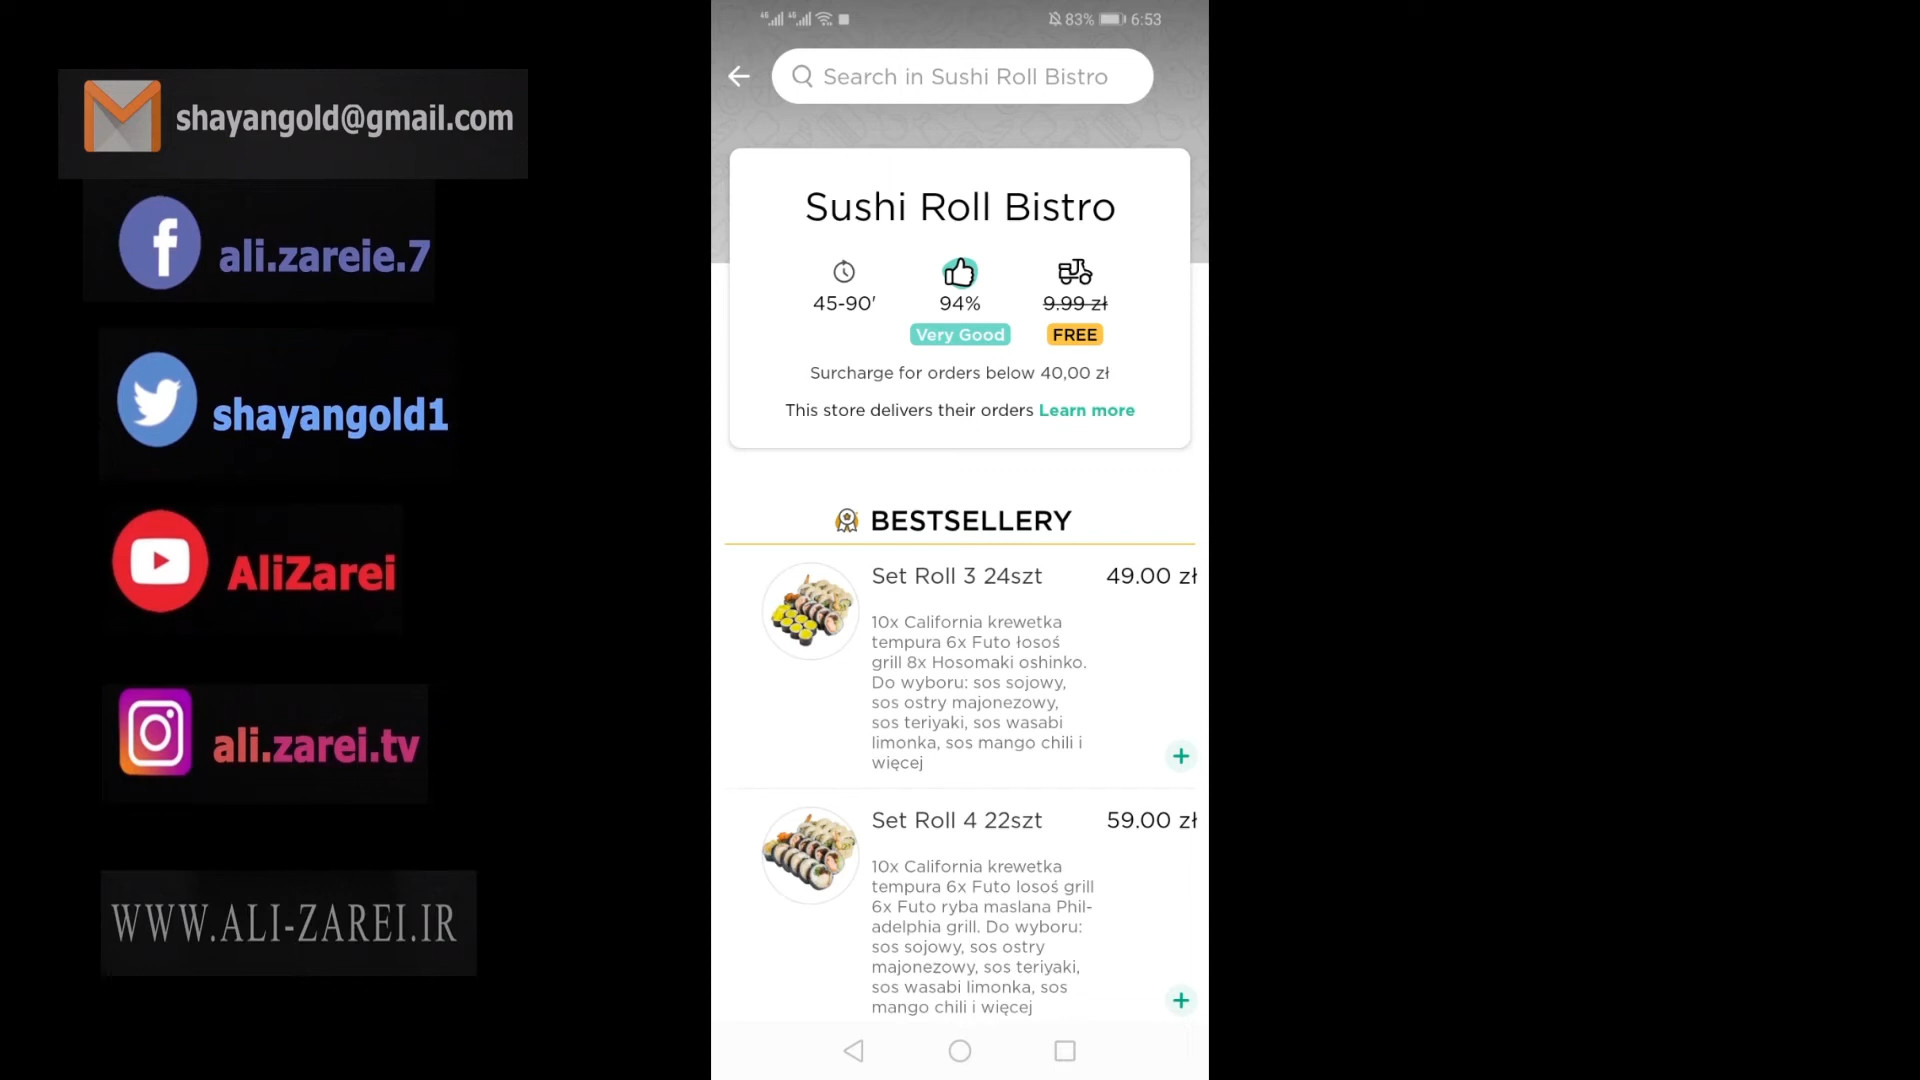 shayangold@gmail.com
ali.zareie.7
shayangold1
AliZarei
ali.zarei.tv
WWW.ALI-ZAREI.IR
4G 4G 83% 6:53
Search in Sushi Roll Bistro
Sushi Roll Bistro
45-90' 94% 9.99 zł
Very Good FREE
Surcharge for orders below 40,00 zł
This store delivers their orders Learn more
BESTSELLERY
Set Roll 3 24szt 49.00 zł
10x California krewetka
tempura 6x Futo łosoś
grill 8x Hosomaki oshinko.
Do wyboru: sos sojowy,
sos ostry majonezowy,
sos teriyaki, sos wasabi
limonka, sos mango chili i
więcej
+
Set Roll 4 22szt 59.00 zł
10x California krewetka
tempura 6x Futo losoś grill
6x Futo ryba maslana Phil-
adelphia grill. Do wyboru:
sos sojowy, sos ostry
majonezowy, sos teriyaki,
sos wasabi limonka, sos
mango chili i więcej
+